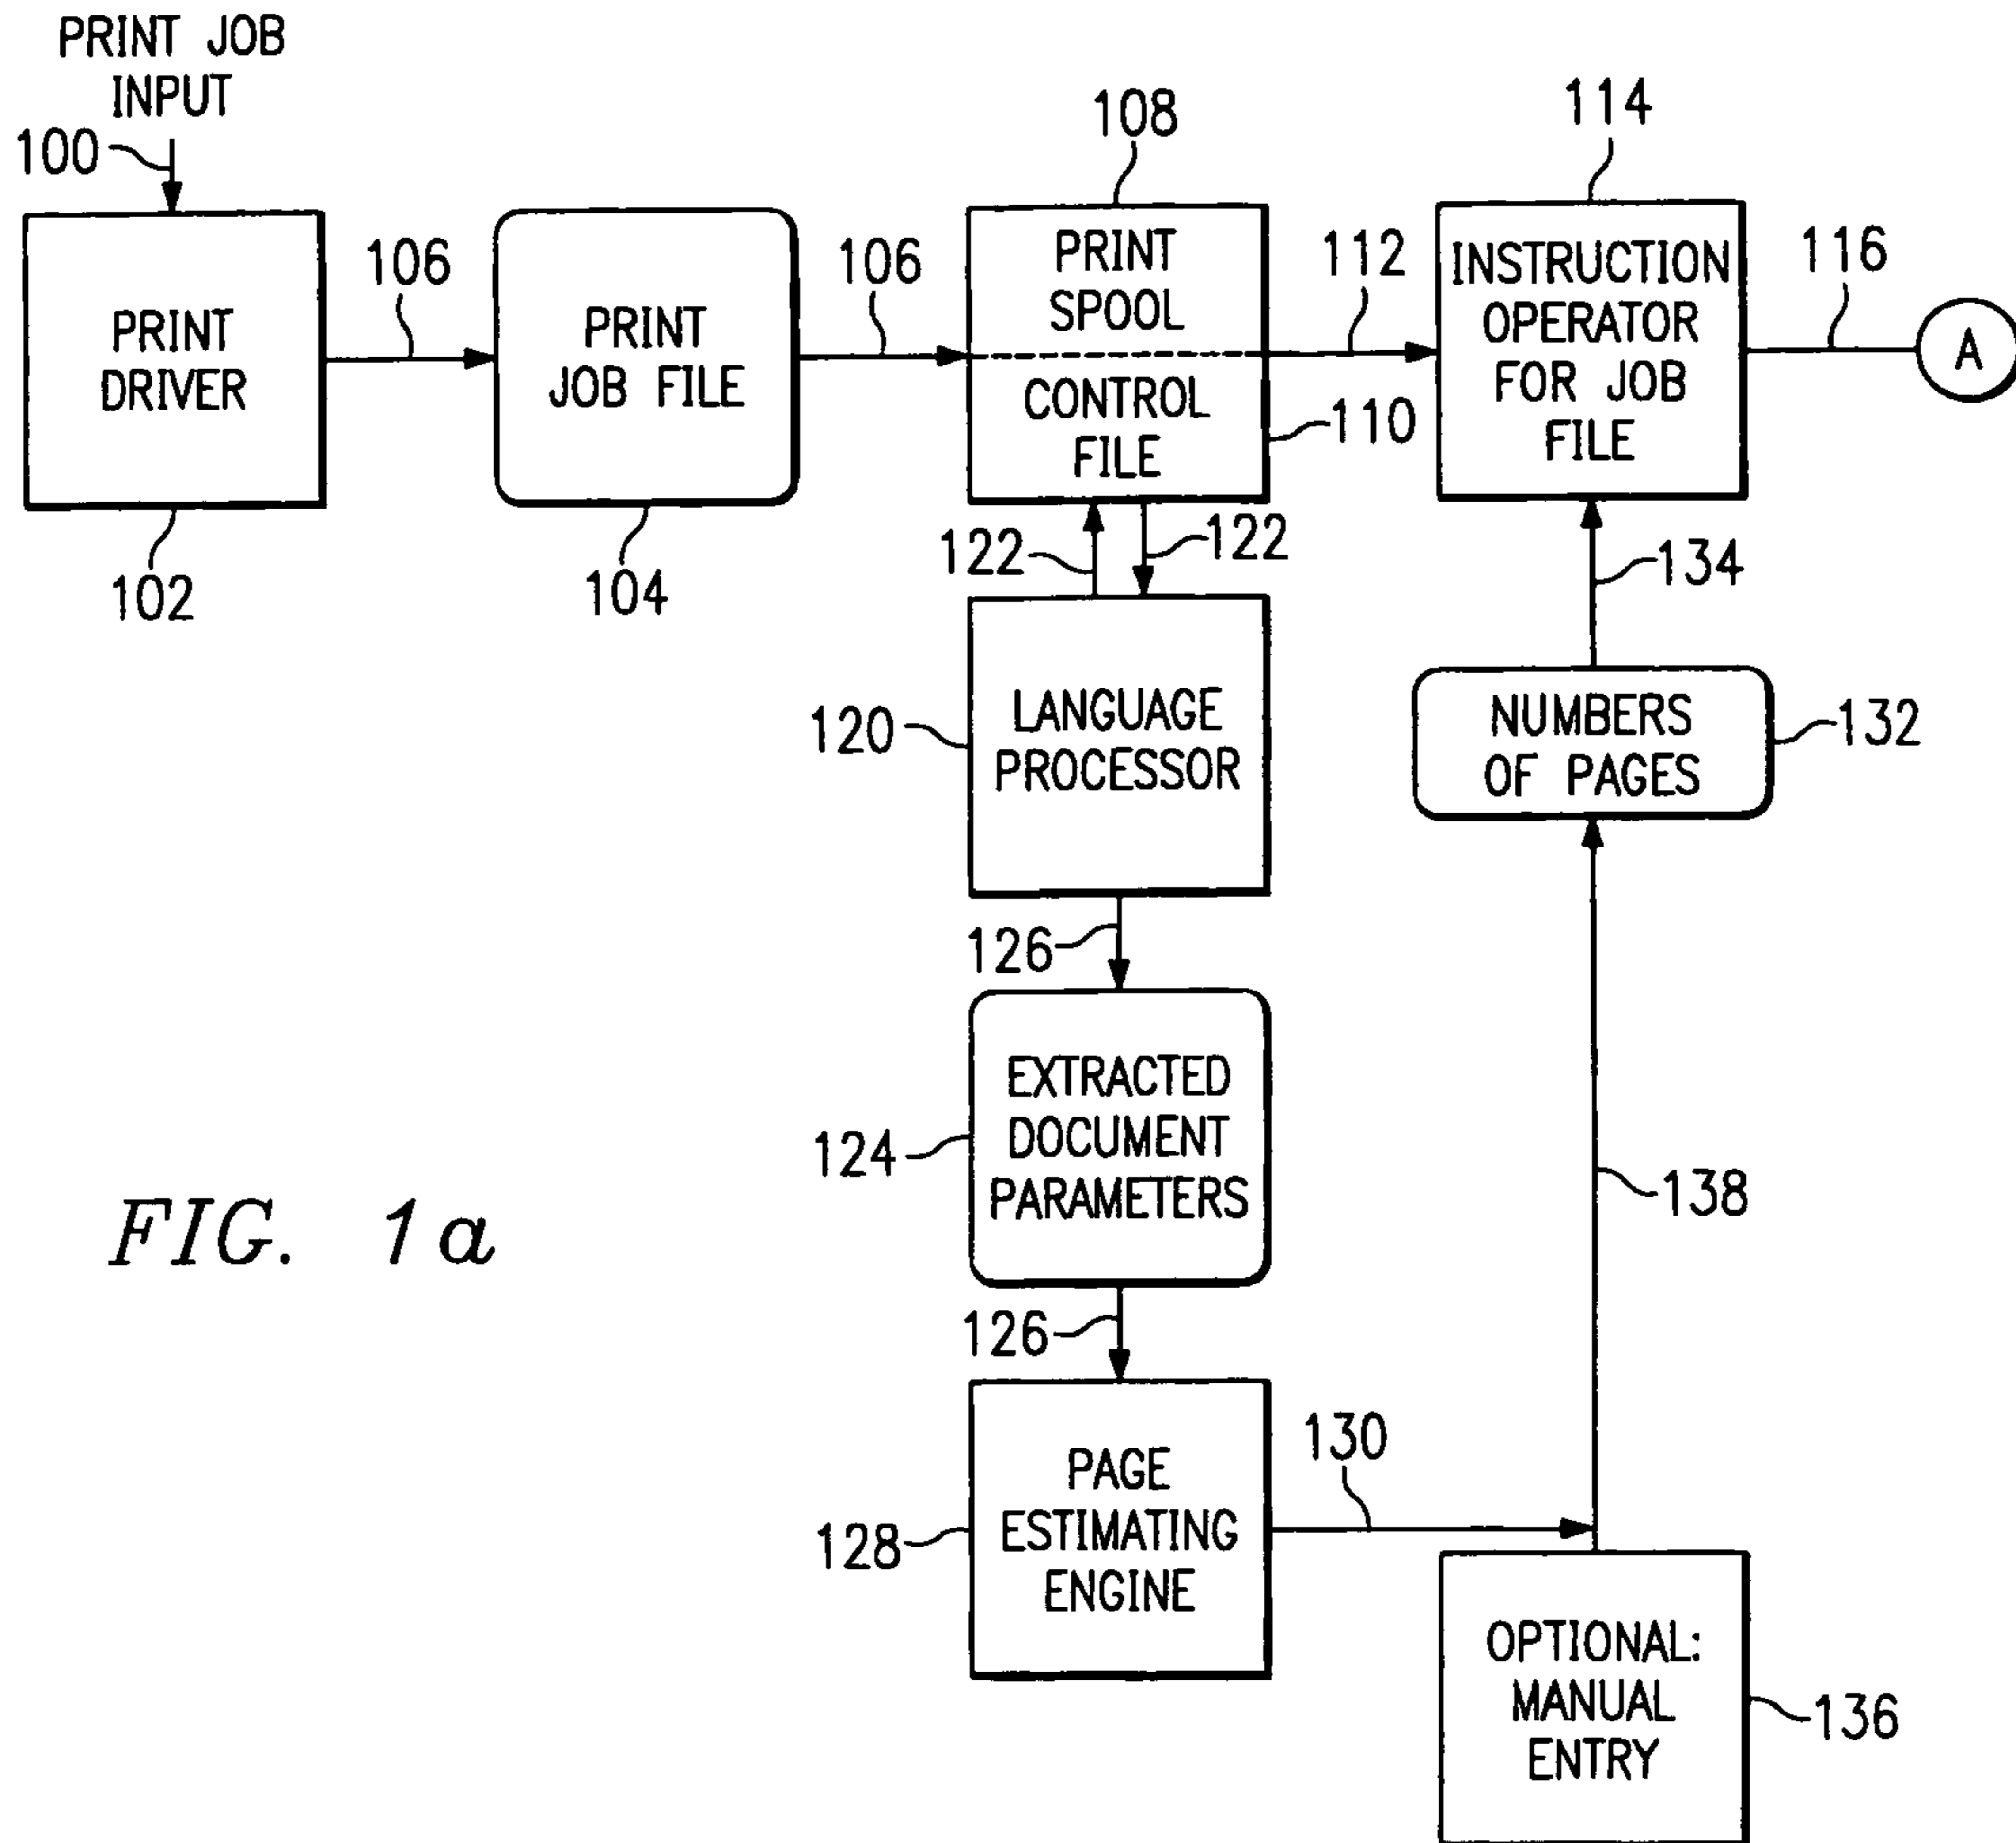 PRINT JOB
INPUT
100
PRINT
DRIVER
102
106
PRINT
JOB FILE
104
106
108
PRINT
SPOOL
CONTROL
FILE
110
112
114
INSTRUCTION
OPERATOR
FOR JOB
FILE
116
A
122
122
134
120
LANGUAGE
PROCESSOR
NUMBERS
OF PAGES
132
126
124
EXTRACTED
DOCUMENT
PARAMETERS
138
126
128
PAGE
ESTIMATING
ENGINE
130
OPTIONAL:
MANUAL
ENTRY
136
FIG. 1a